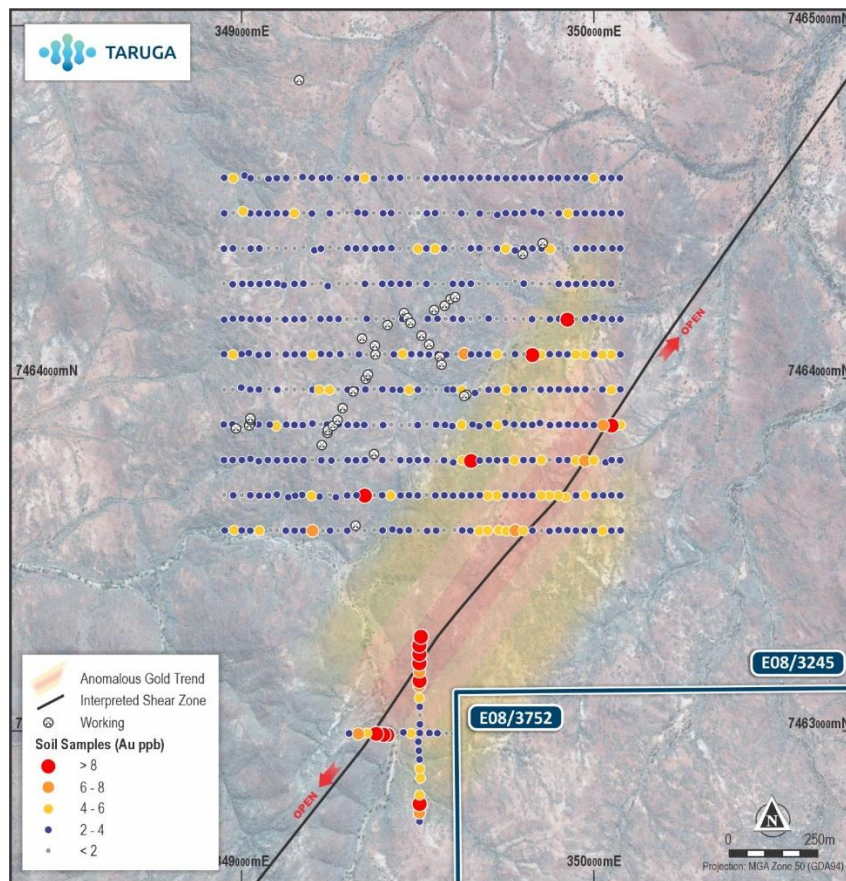 349000mE
350000mE
7465000mN
TARUGA
OPEN
7464000mN
7464000mN
E08/3245
E08/3752
Anomalous Gold Trend
Interpreted Shear Zone
Working
Soil Samples (Au ppb)
> 8
6 - 8
4 - 6
2 - 4
< 2
7463000mN
OPEN
N
0 250m
349000mE
350000mE
Projection: MGA Zone 50 (GDA94)